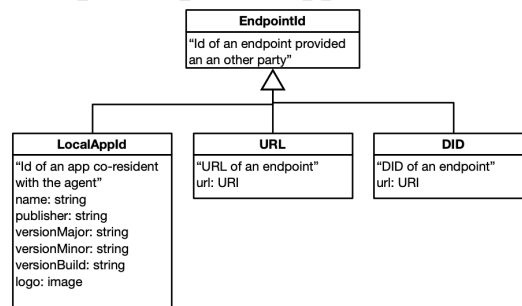 EndpointId
“Id of an endpoint provided
an an other party”
LocalAppId
“Id of an app co-resident
with the agent”
name: string
publisher: string
versionMajor: string
versionMinor: string
versionBuild: string
logo: image
URL
“URL of an endpoint”
url: URI
DID
“DID of an endpoint”
url: URI